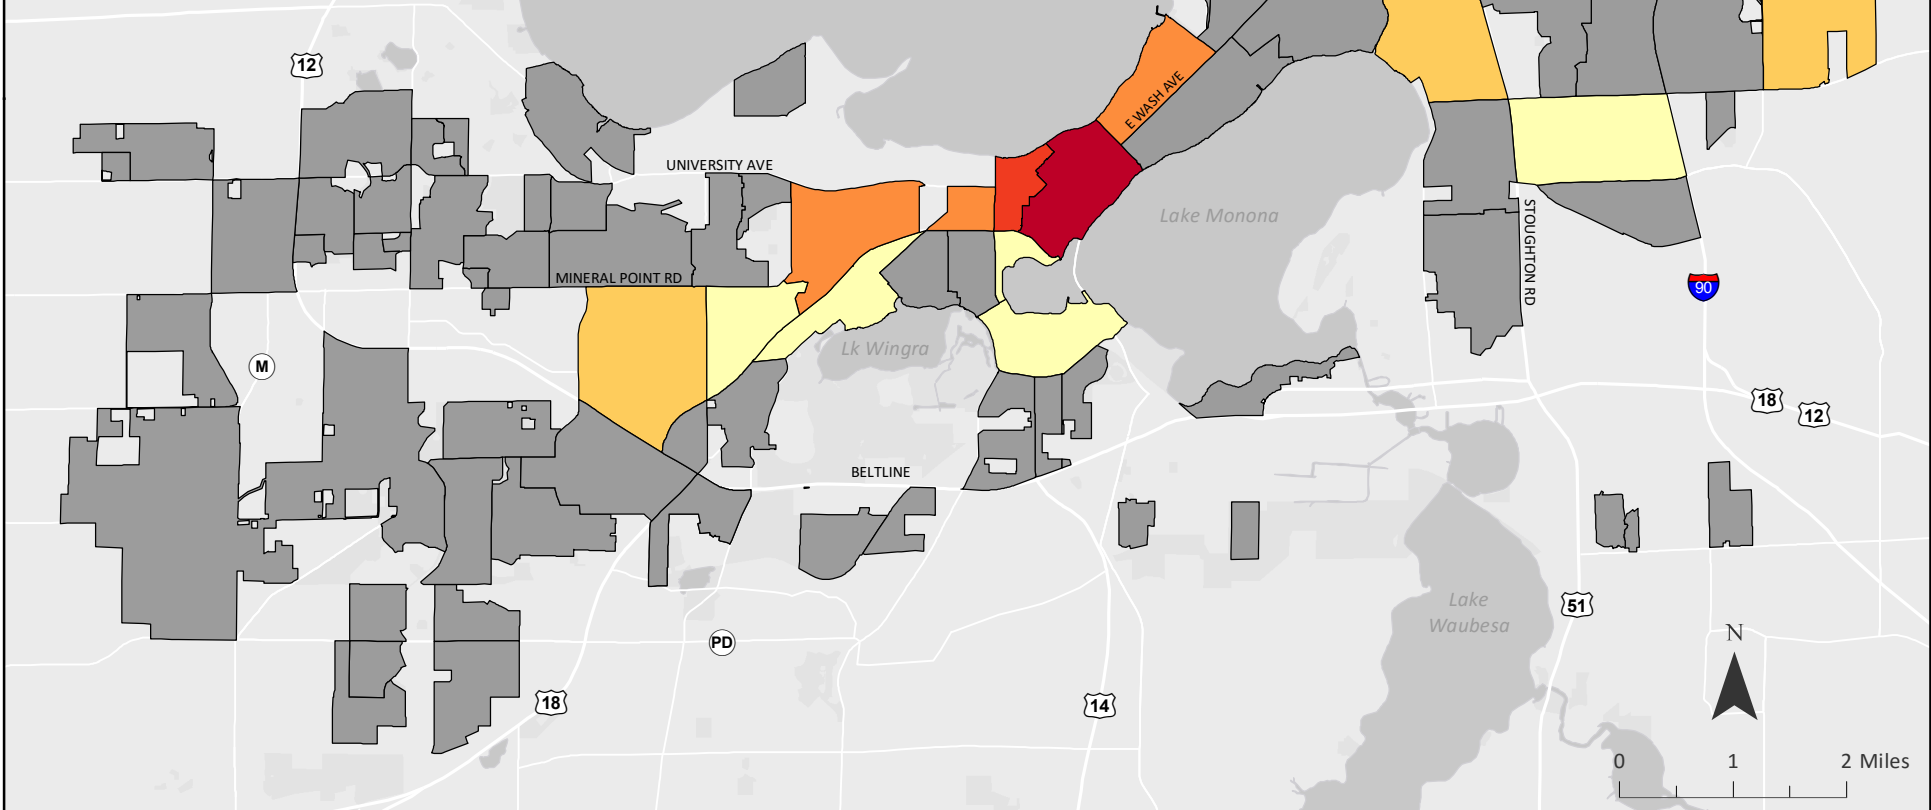 12
E WASH AVE
UNIVERSITY AVE
Lake Monona
STOUGHTON RD
MINERAL POINT RD
90
Lk Wingra
M
18
12
BELTLINE
Lake
Waubesa
51
PD
N
18
14
0 1 2 Miles